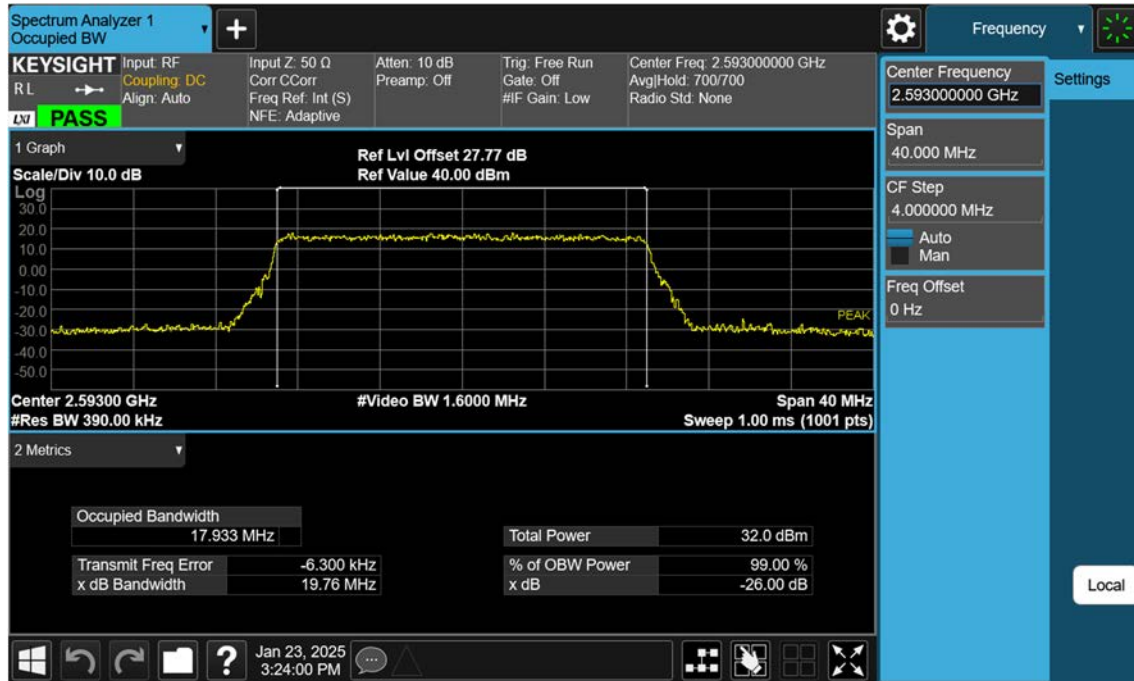 Spectrum Analyzer 1
Occupied BW
Frequency
KEYSIGHT
RL
LXI
PASS
Input: RF
Coupling: DC
Align: Auto
Input Z: 50 Ω
Corr CCorr
Freq Ref: Int (S)
NFE: Adaptive
Atten: 10 dB
Preamp: Off
Trig: Free Run
Gate: Off
#IF Gain: Low
Center Freq: 2.593000000 GHz
Avg|Hold: 700/700
Radio Std: None
Center Frequency
2.593000000 GHz
Settings
Span
40.000 MHz
CF Step
4.000000 MHz
Auto
Man
Freq Offset
0 Hz
Local
1 Graph
Scale/Div 10.0 dB
Ref Lvl Offset 27.77 dB
Ref Value 40.00 dBm
Log
30.0
20.0
10.0
0.00
-10.0
-20.0
-30.0
-40.0
-50.0
PEAK
Center 2.59300 GHz
#Video BW 1.6000 MHz
Span 40 MHz
#Res BW 390.00 kHz
Sweep 1.00 ms (1001 pts)
2 Metrics
Occupied Bandwidth
17.933 MHz
Total Power 32.0 dBm
Transmit Freq Error -6.300 kHz
% of OBW Power 99.00 %
x dB Bandwidth 19.76 MHz
x dB -26.00 dB
?
Jan 23, 2025
3:24:00 PM